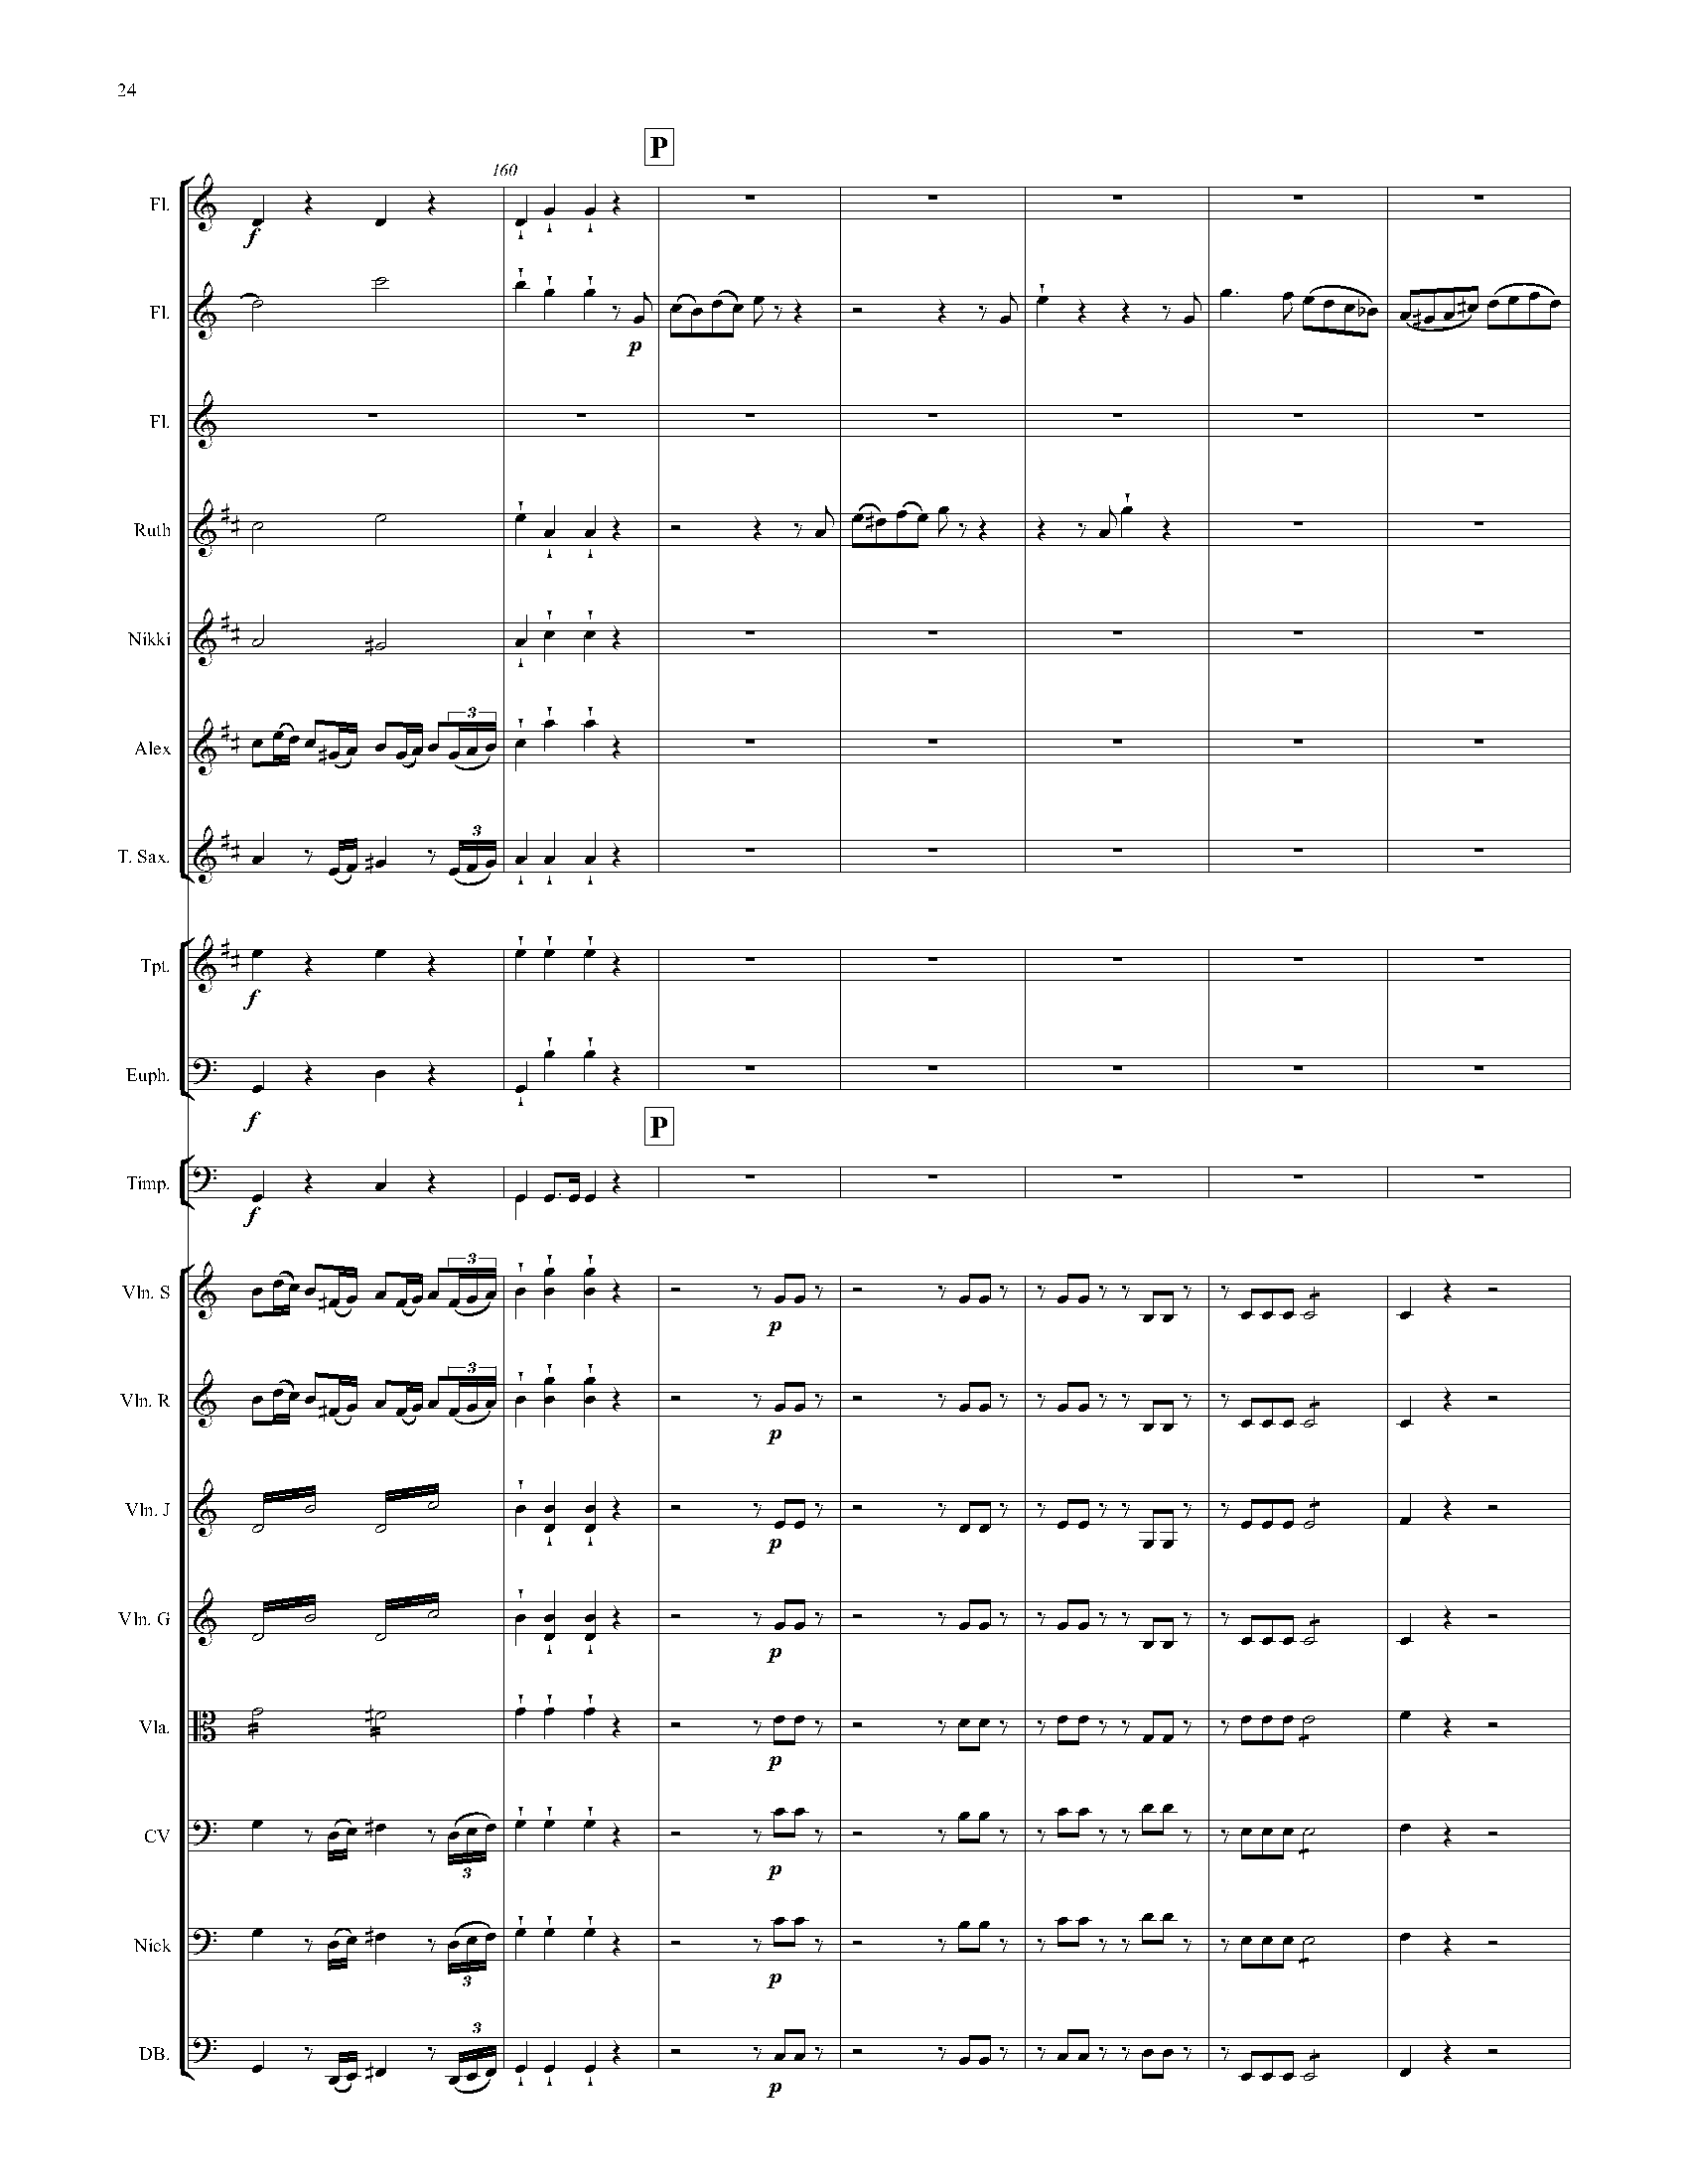 24
P
160
Fl.
f
Fl.
p
Fl.
Ruth
Nikki
Alex
3
T. Sax.
3
Tpt.
f
Euph.
f
P
Timp.
f
Vln. S
3
p
Vln. R
3
p
Vln. J
p
Vln. G
p
Vla.
p
CV
3
p
Nick
3
p
DB.
3
p